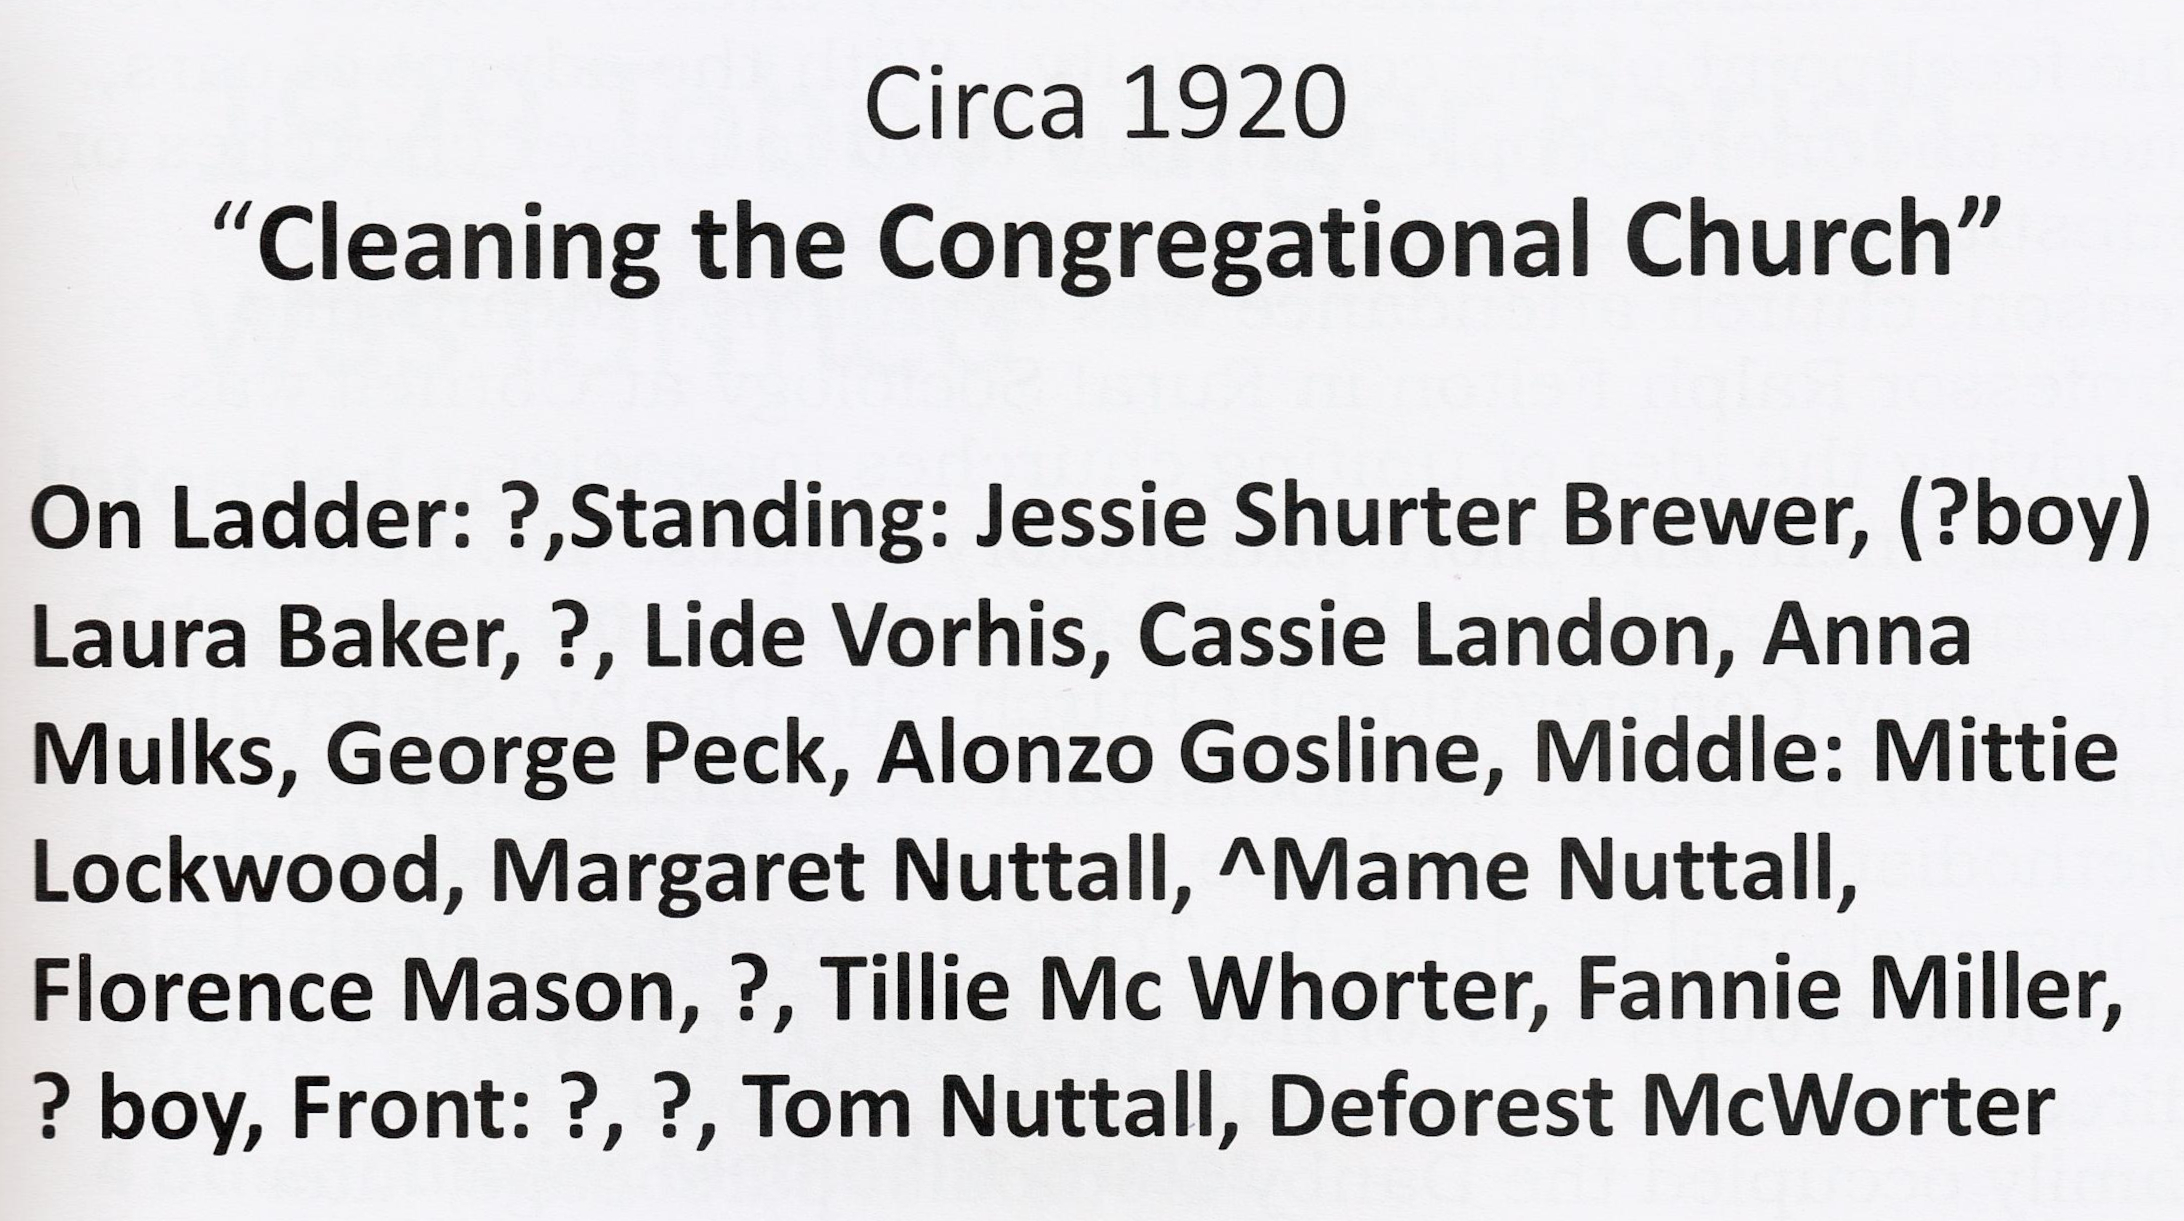 Circa 1920
“Cleaning the Congregational Church”
On Ladder: ?,Standing: Jessie Shurter Brewer, (?boy)
Laura Baker, ?, Lide Vorhis, Cassie Landon, Anna
Mulks, George Peck, Alonzo Gosline, Middle: Mittie
Lockwood, Margaret Nuttall, ^Mame Nuttall,
Florence Mason, ?, Tillie Mc Whorter, Fannie Miller,
? boy, Front: ?, ?, Tom Nuttall, Deforest McWorter